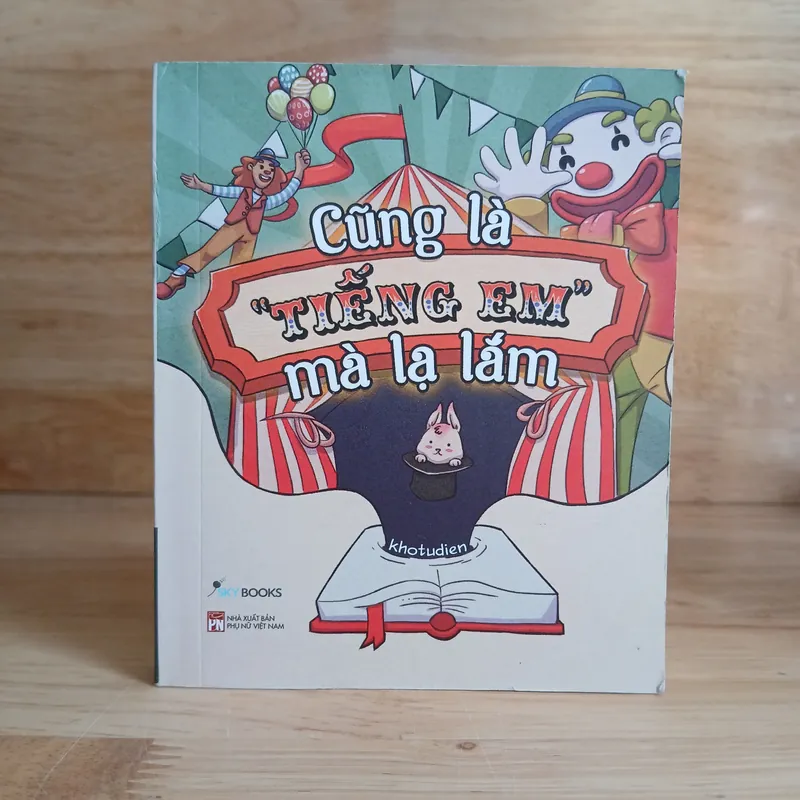 Cũng là
“TIẾNG EM”
mà lạ lắm
khotudien
SKYBOOKS
PN
NHÀ XUẤT BẢN
PHỤ NỮ VIỆT NAM